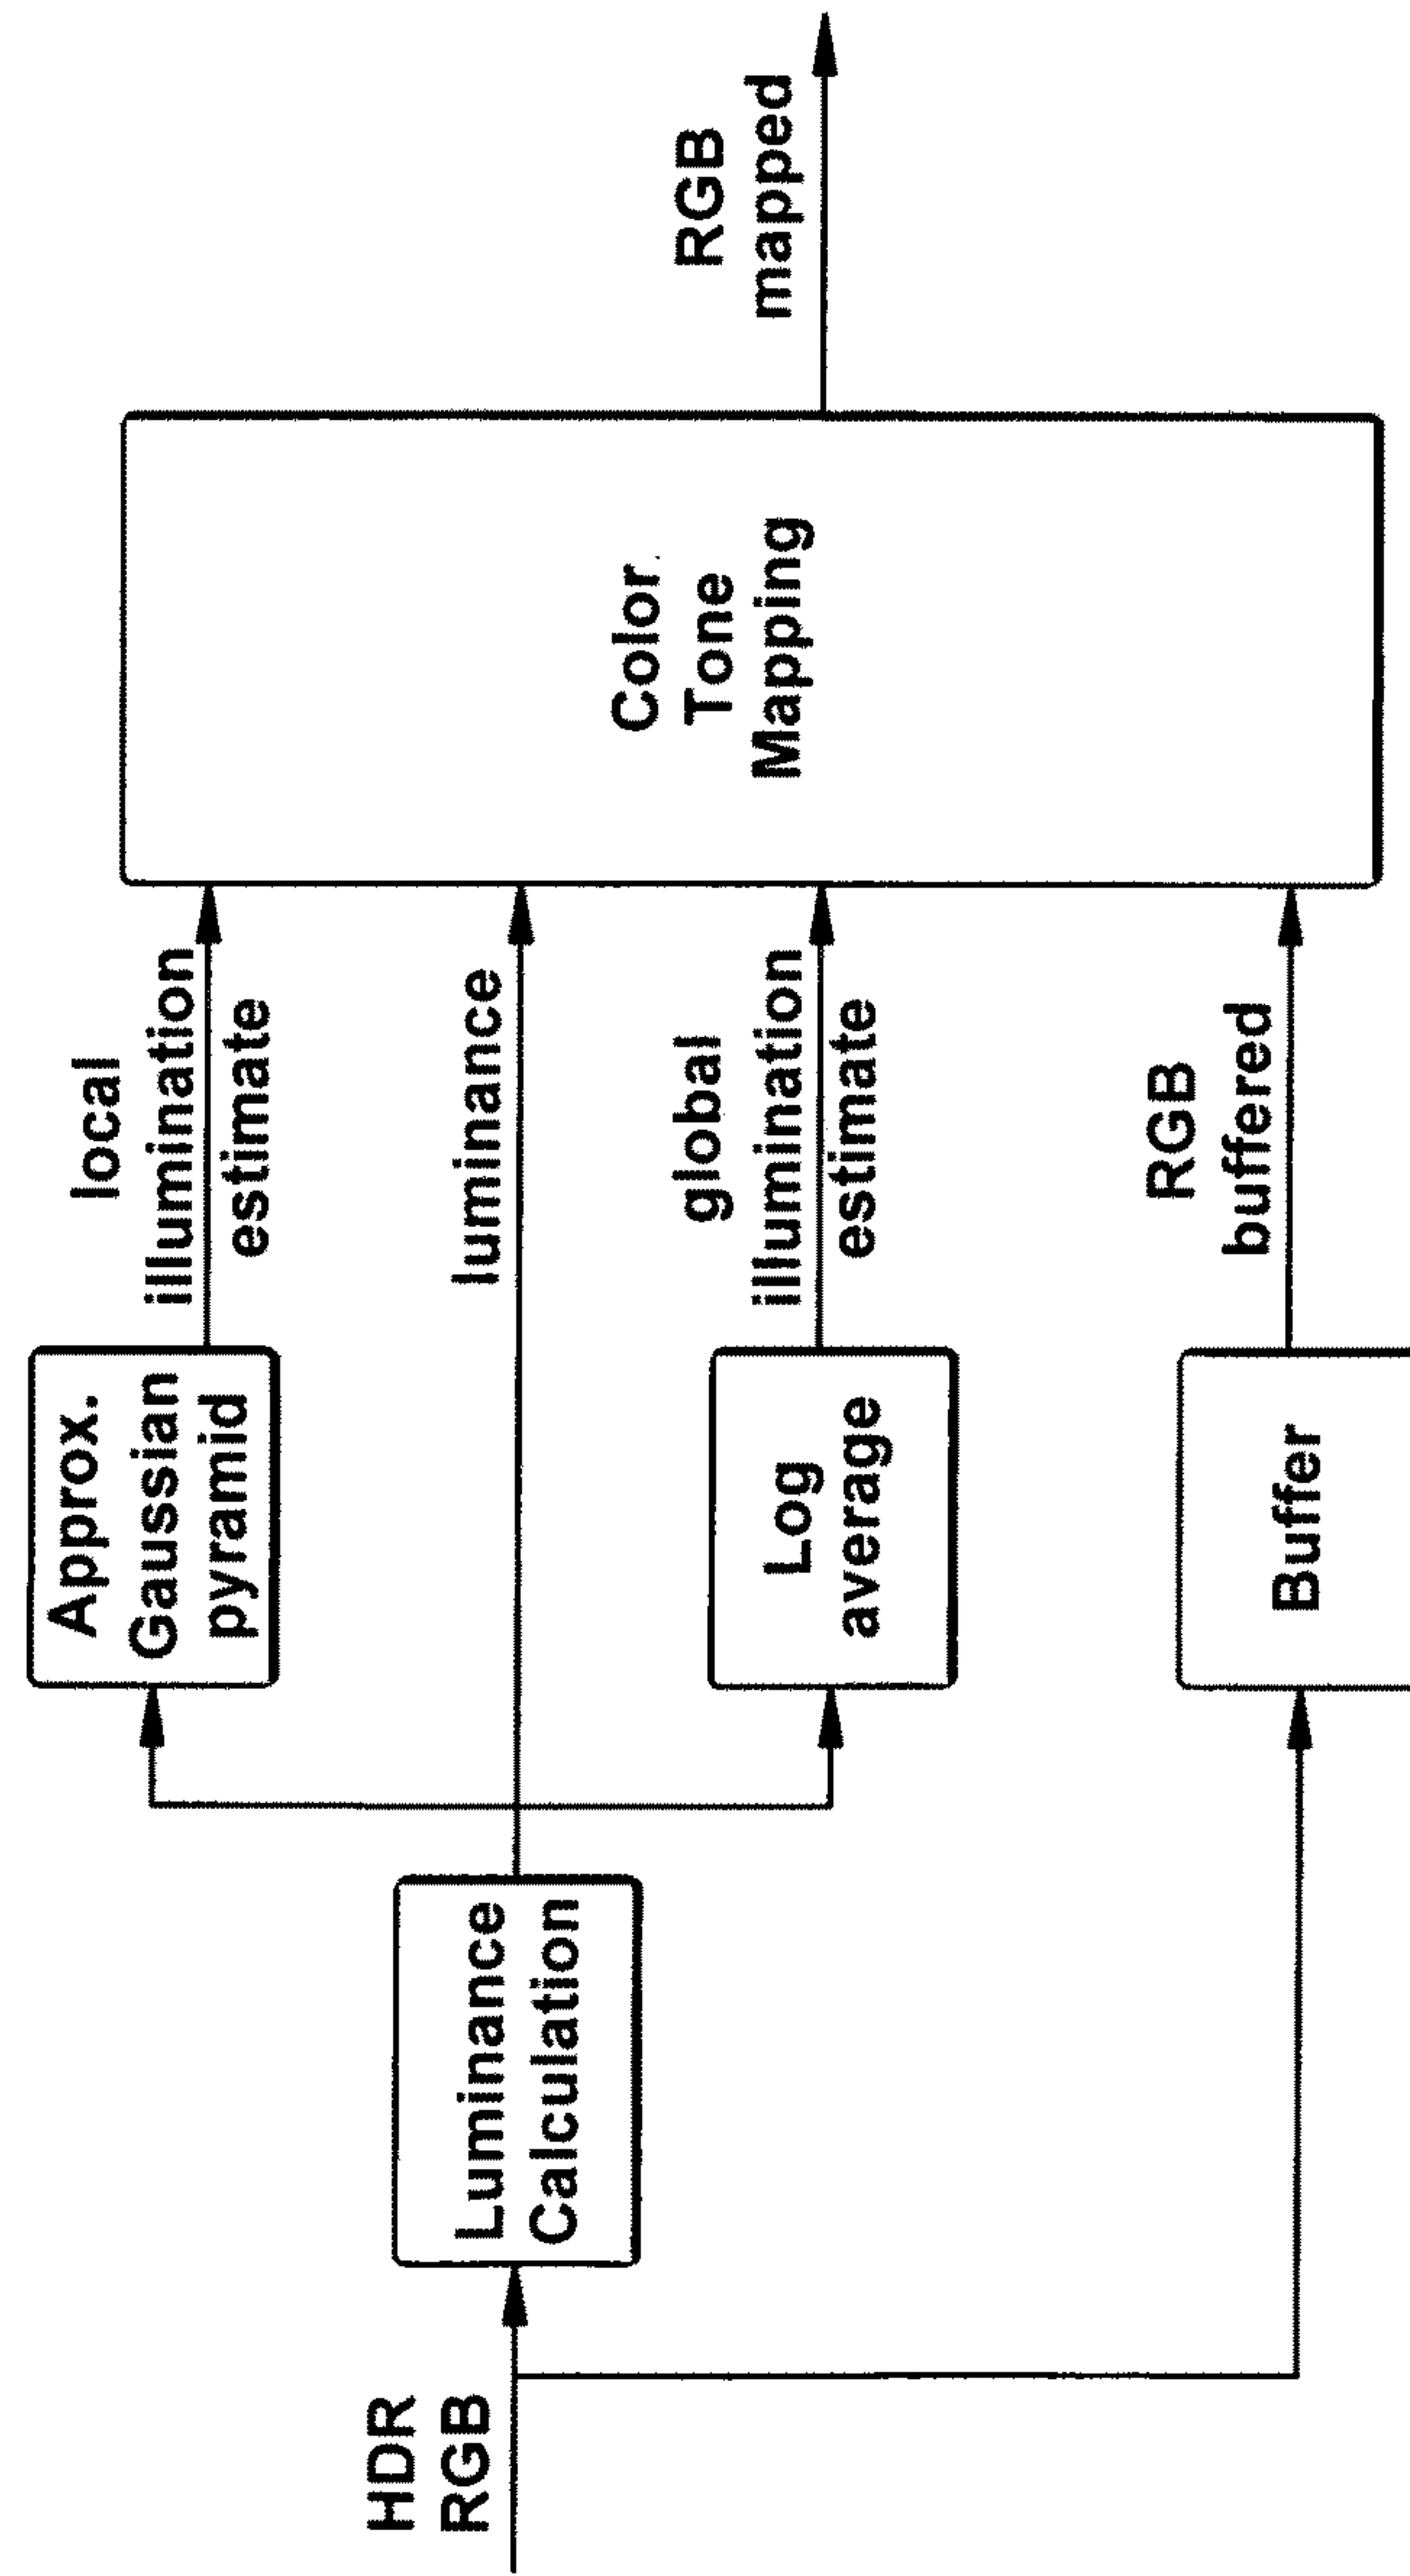 HDR
RGB
Luminance
Calculation
Approx.
Gaussian
pyramid
Log
average
Buffer
local
illumination
estimate
luminance
global
illumination
estimate
RGB
buffered
Color
Tone
Mapping
RGB
mapped